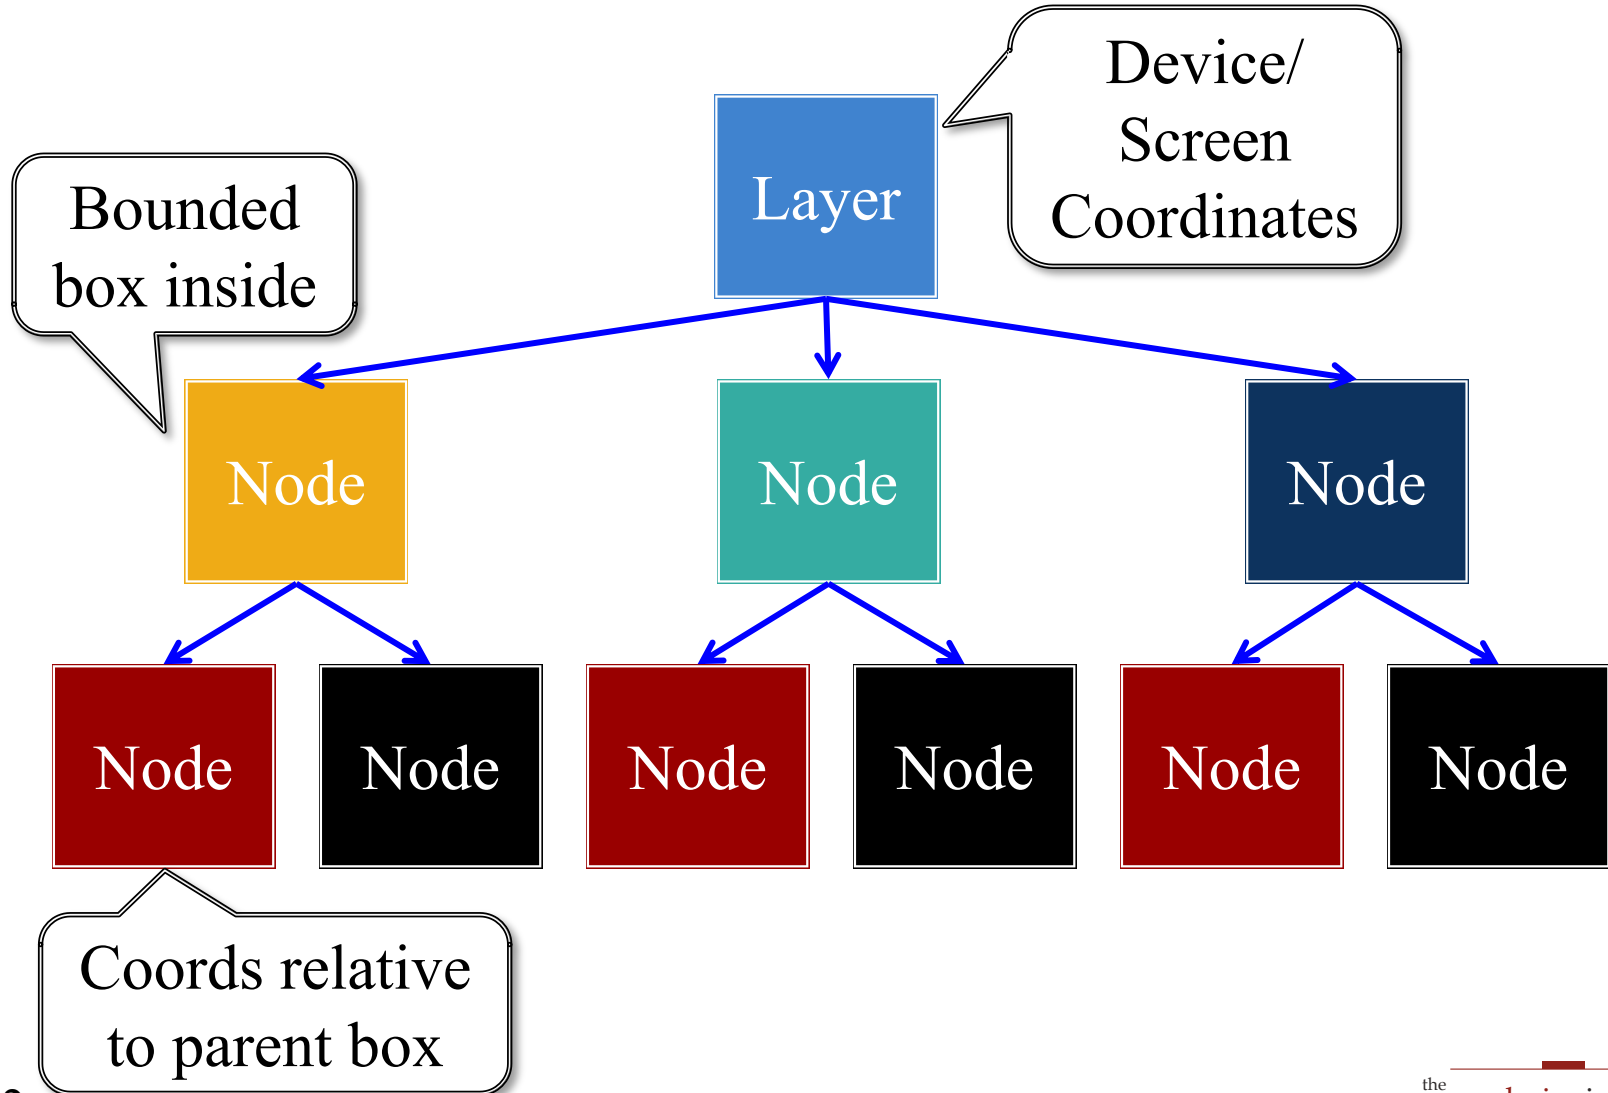 Device/
Screen
Coordinates
Bounded
box inside
Layer
Node
Node
Node
Node
Node
Node
Node
Node
Node
Coords relative
to parent box
the